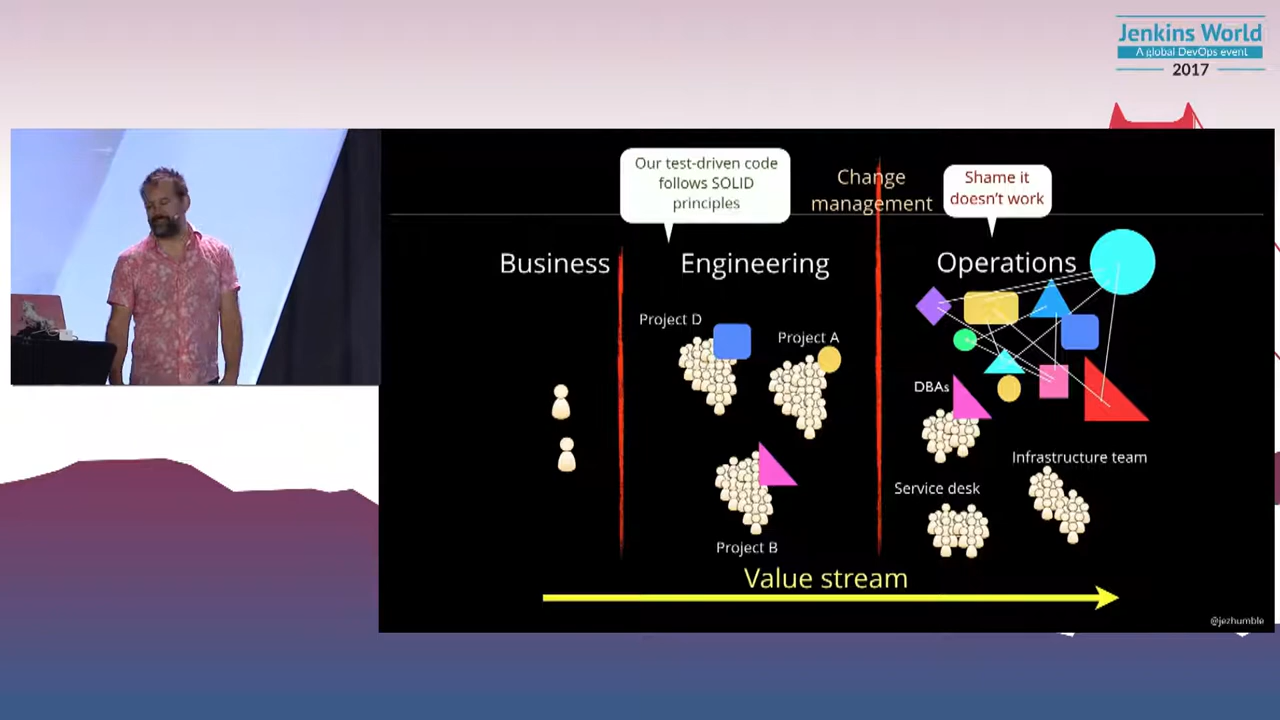 Jenkins World
A global DevOps event
2017
Our test-driven code
follows SOLID
principles
Change
management
Shame it
doesn't work
Business
Engineering
Operations
Project D
Project A
DBAs
Infrastructure team
Service desk
Project B
Value stream
@jezhumble